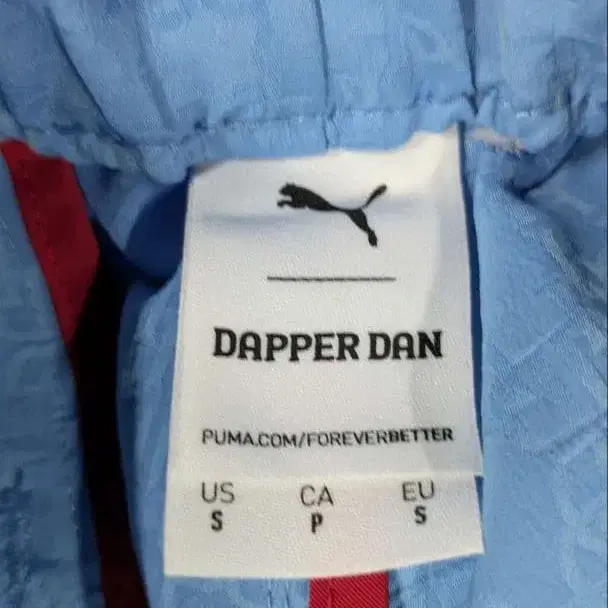 DAPPER DAN
PUMA.COM/FOREVERBETTER
US CA EU
S P S